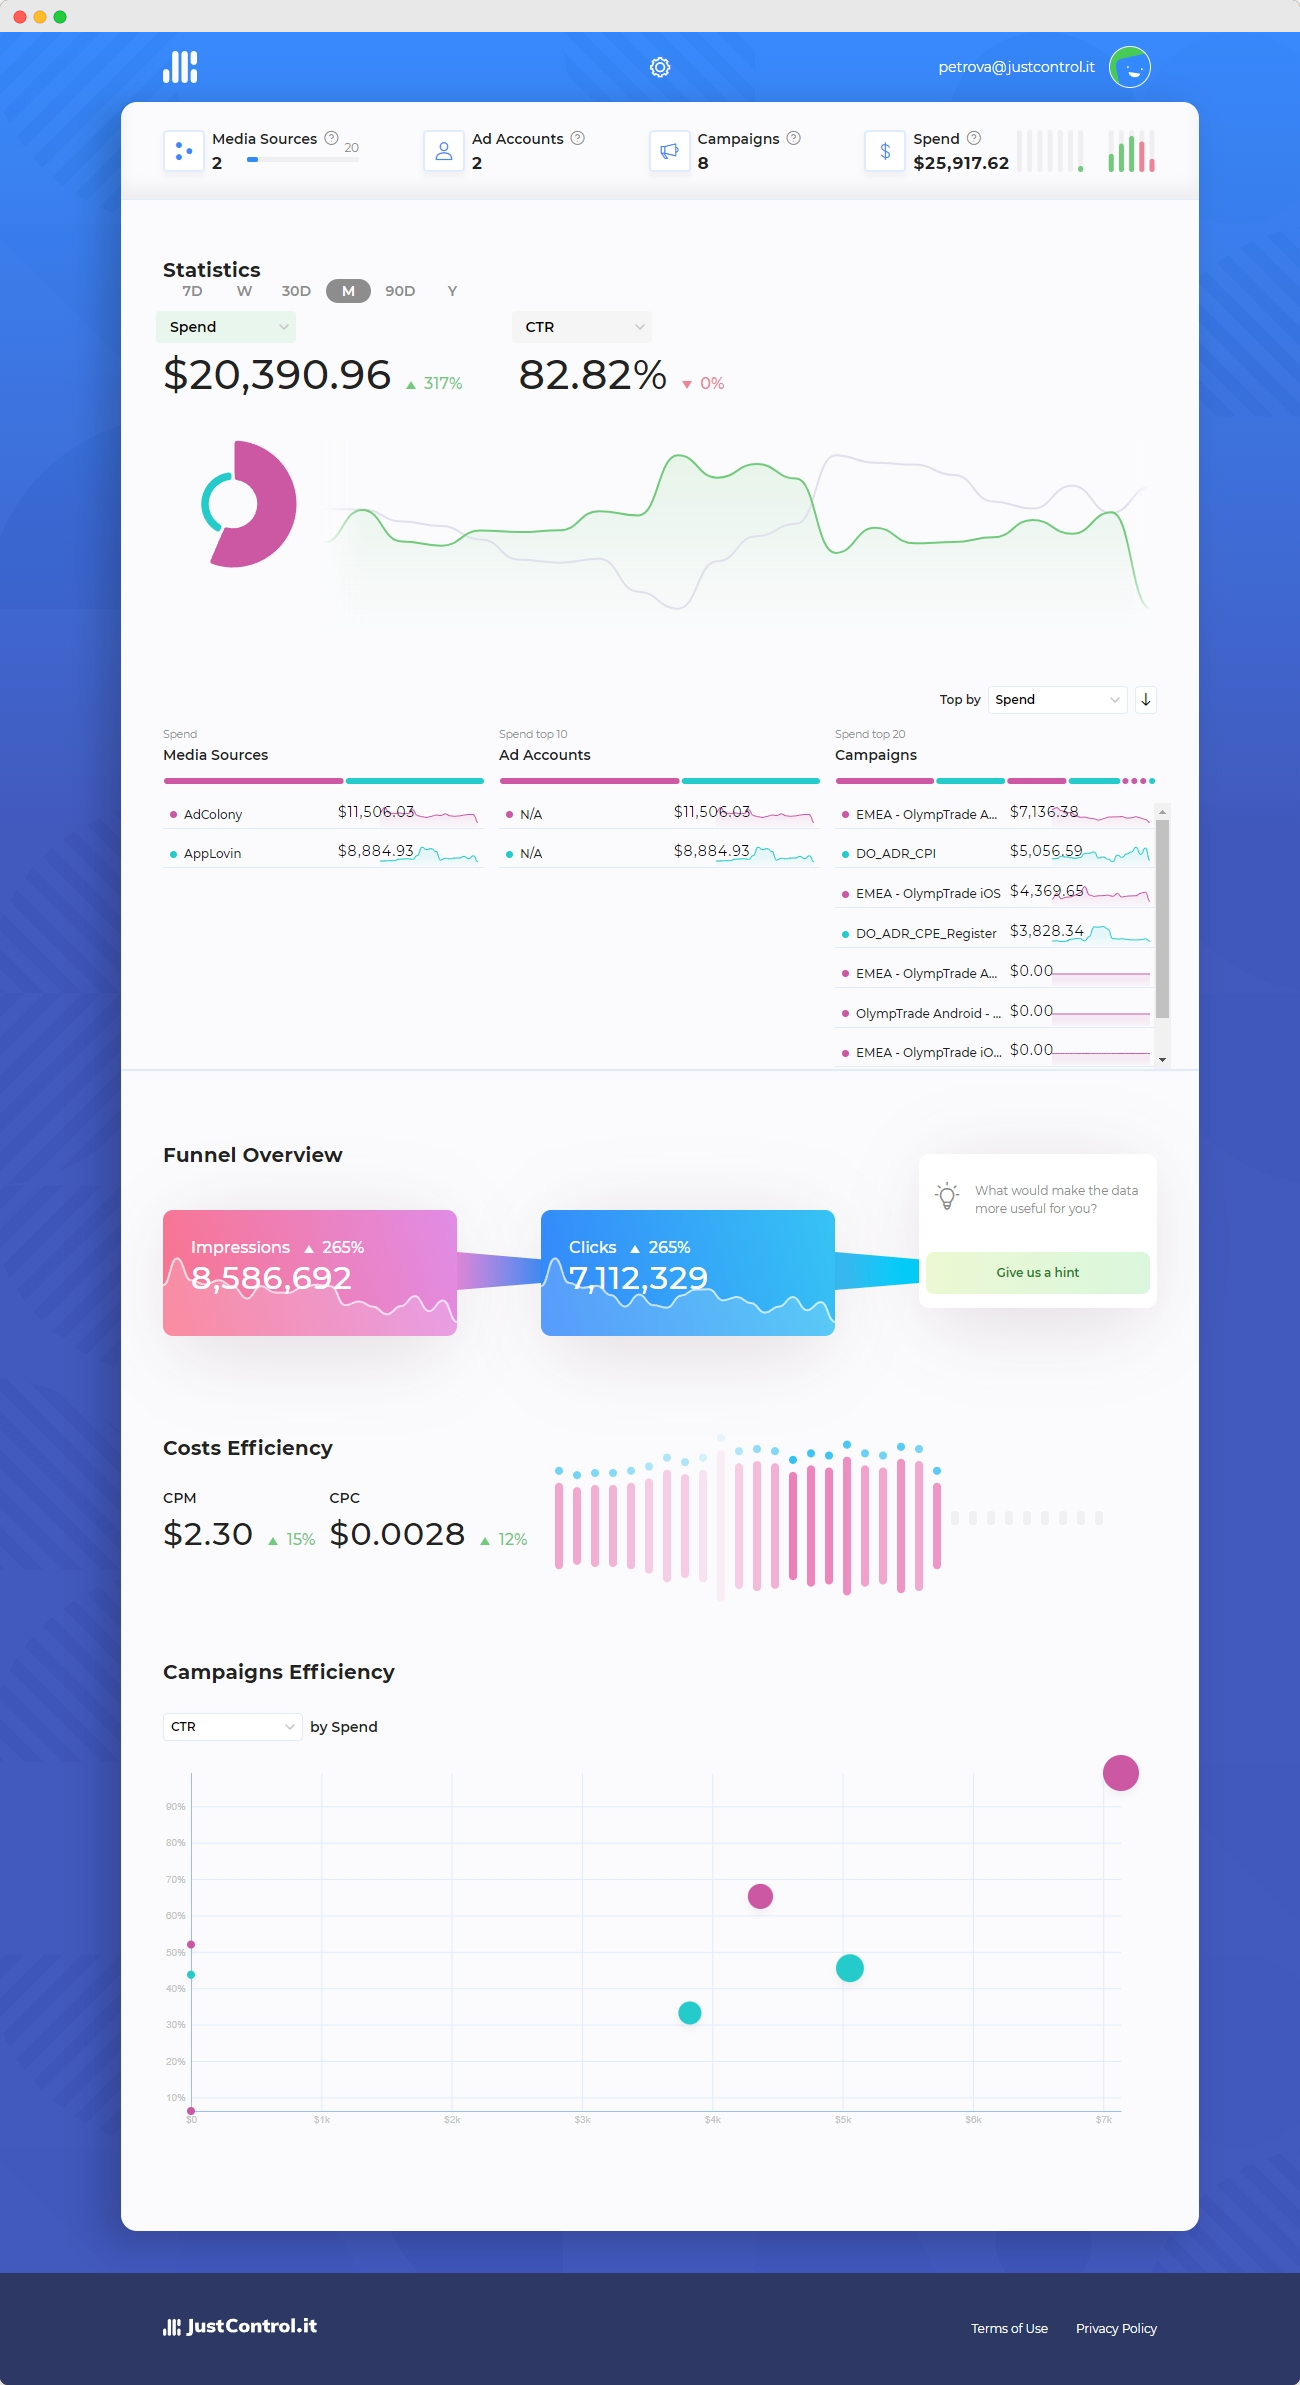 petrova@justcontrol.it
Media Sources ?
2
20
Ad Accounts ?
2
Campaigns ?
8
$
Spend ?
$25,917.62
Statistics
7D W 30D M 90D Y
Spend
CTR
$20,390.96 317%
82.82% 0%
Top by Spend
Spend
Media Sources
AdColony $11,506.03
AppLovin $8,884.93
Spend top 10
Ad Accounts
N/A $11,506.03
N/A $8,884.93
Spend top 20
Campaigns
EMEA - OlympTrade A... $7,136.38
DO_ADR_CPI $5,056.59
EMEA - OlympTrade iOS $4,369.65
DO_ADR_CPE_Register $3,828.34
EMEA - OlympTrade A... $0.00
OlympTrade Android - ... $0.00
EMEA - OlympTrade iO... $0.00
Funnel Overview
Impressions 265%
8,586,692
Clicks 265%
7,112,329
What would make the data
more useful for you?
Give us a hint
Costs Efficiency
CPM
$2.30 15%
CPC
$0.0028 12%
Campaigns Efficiency
CTR by Spend
90%
80%
70%
60%
50%
40%
30%
20%
10%
$0 $1k $2k $3k $4k $5k $6k $7k
JustControl.it
Terms of Use Privacy Policy